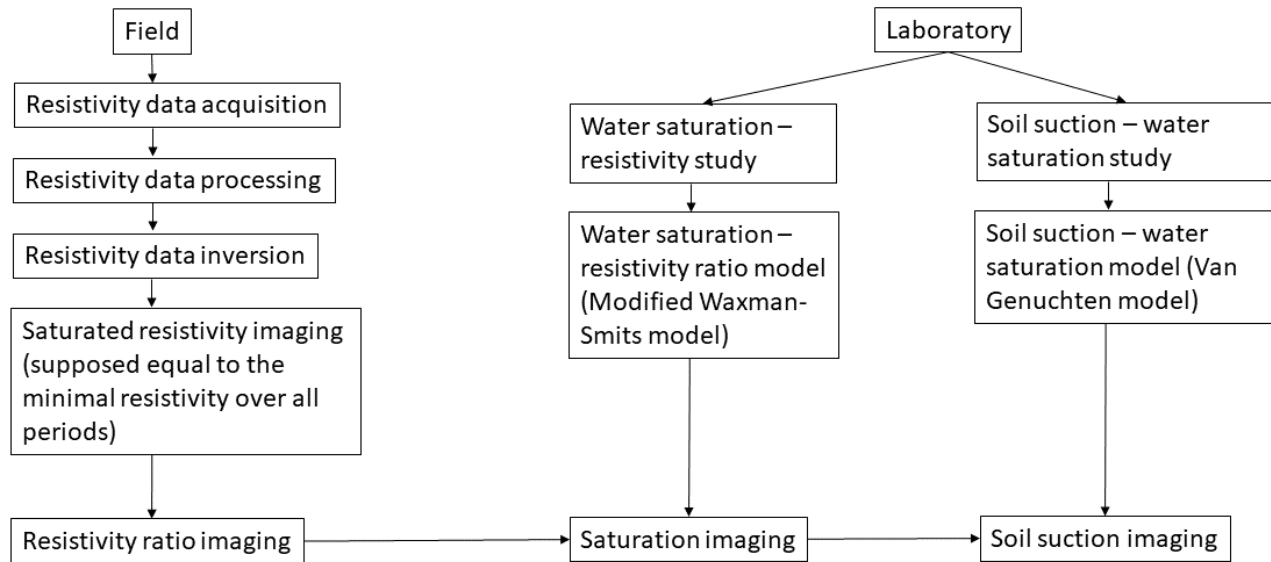 Field
Resistivity data acquisition
Resistivity data processing
Resistivity data inversion
Saturated resistivity imaging
(supposed equal to the
minimal resistivity over all
periods)
Resistivity ratio imaging
Laboratory
Water saturation –
resistivity study
Water saturation –
resistivity ratio model
(Modified Waxman-
Smits model)
Saturation imaging
Soil suction – water
saturation study
Soil suction – water
saturation model (Van
Genuchten model)
Soil suction imaging